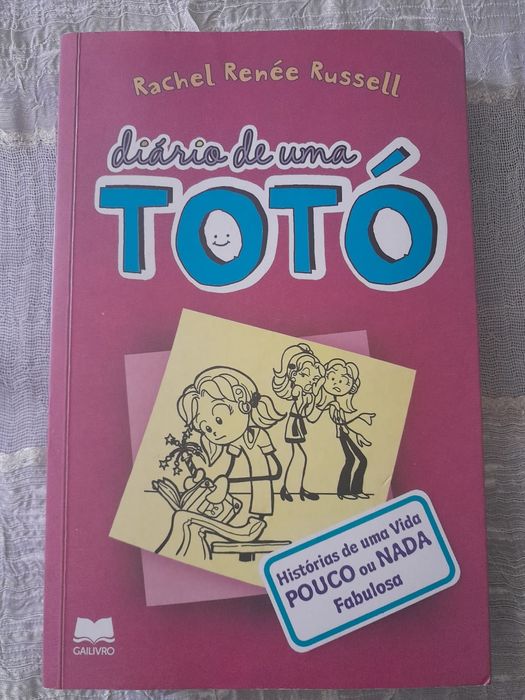 Rachel Renée Russell
diário de uma
TOTÓ
Histórias de uma Vida
POUCO ou NADA
Fabulosa
GAILIVRO